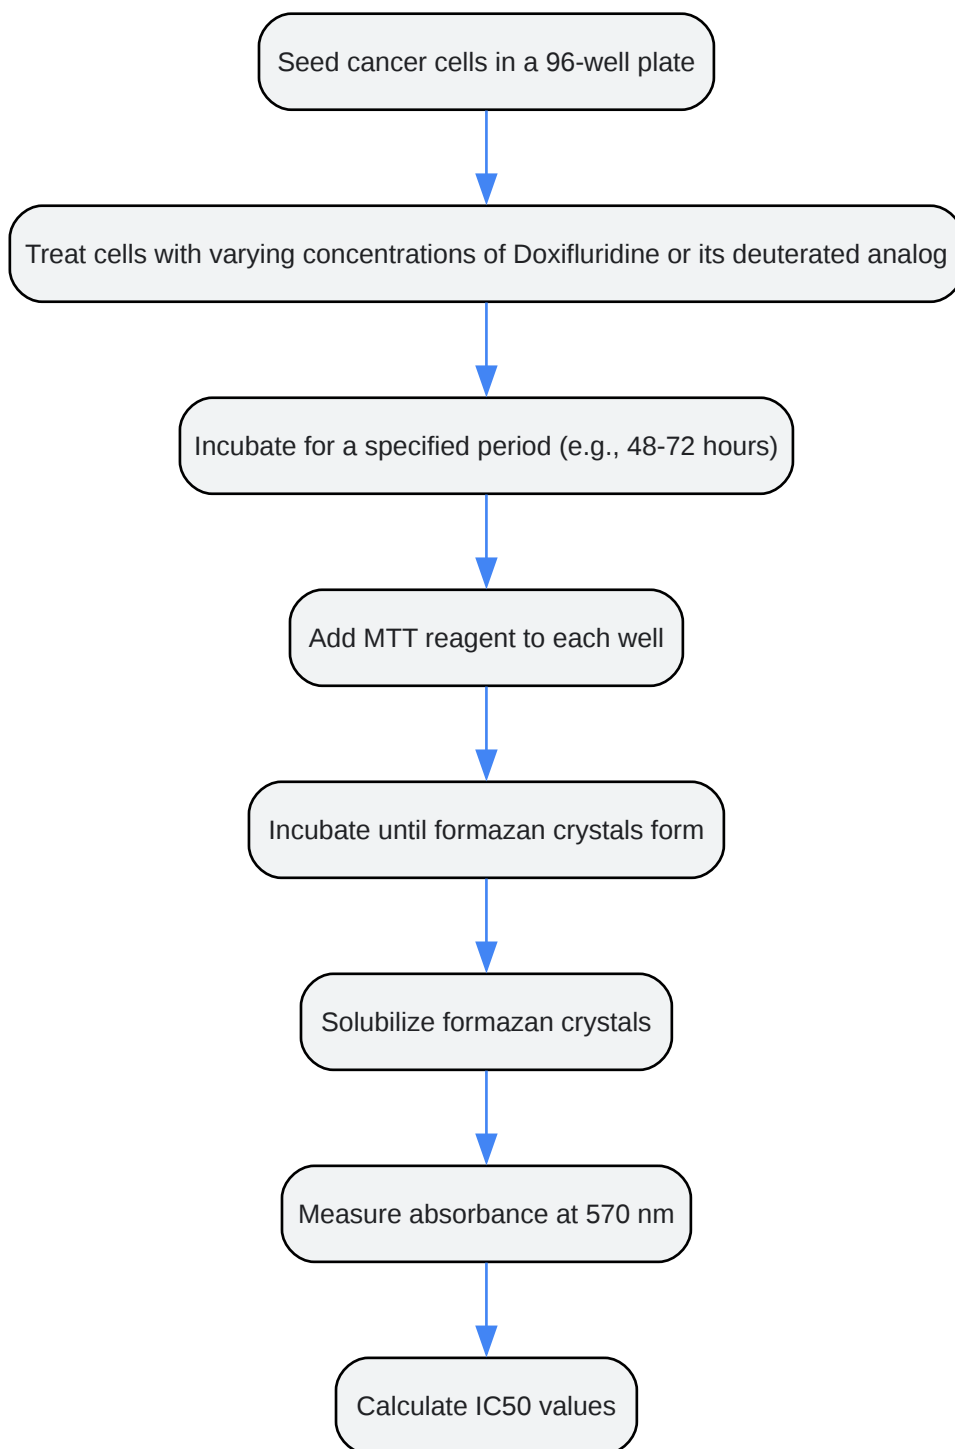 Seed cancer cells in a 96-well plate
Treat cells with varying concentrations of Doxifluridine or its deuterated analog
Incubate for a specified period (e.g., 48-72 hours)
Add MTT reagent to each well
Incubate until formazan crystals form
Solubilize formazan crystals
Measure absorbance at 570 nm
Calculate IC50 values